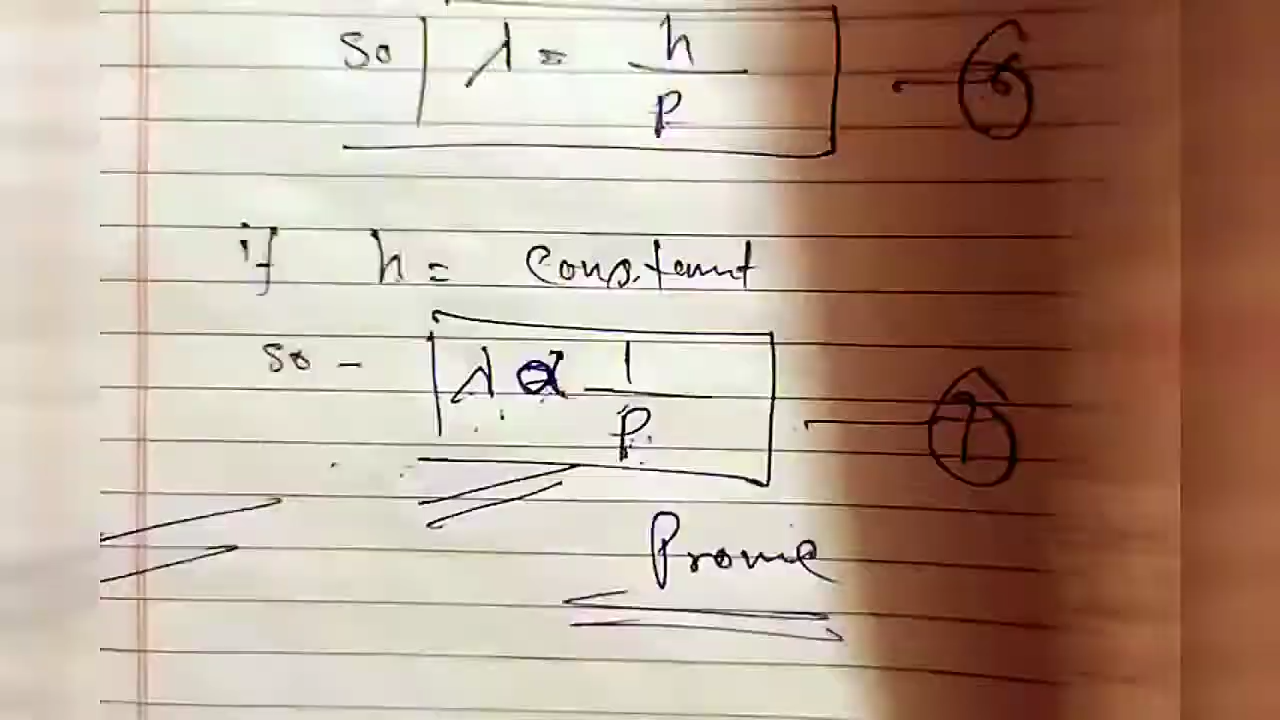 so λ = h/p — 6
if h = constant
so - λ α 1/p — 7
Prove